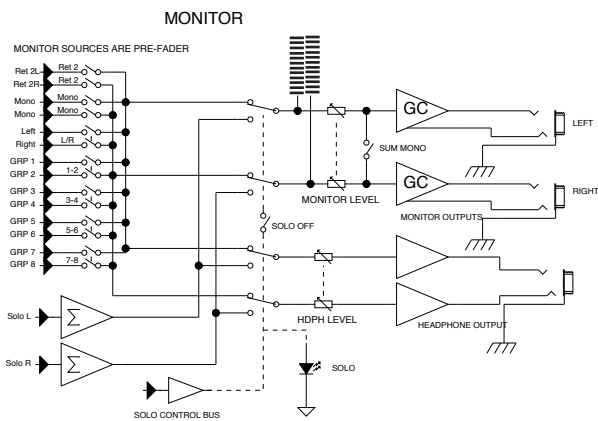 MONITOR
MONITOR SOURCES ARE PRE-FADER
Ret 2L Ret 2
Ret 2R Ret 2
Mono Mono
Mono Mono
Left
Right L/R
GRP 1
GRP 2 1-2
GRP 3
GRP 4 3-4
GRP 5
GRP 6 5-6
GRP 7
GRP 8 7-8
GC
LEFT
SUM MONO
GC
RIGHT
MONITOR LEVEL
MONITOR OUTPUTS
SOLO OFF
Solo L Σ
HDPH LEVEL
HEADPHONE OUTPUT
Solo R Σ
SOLO
SOLO CONTROL BUS